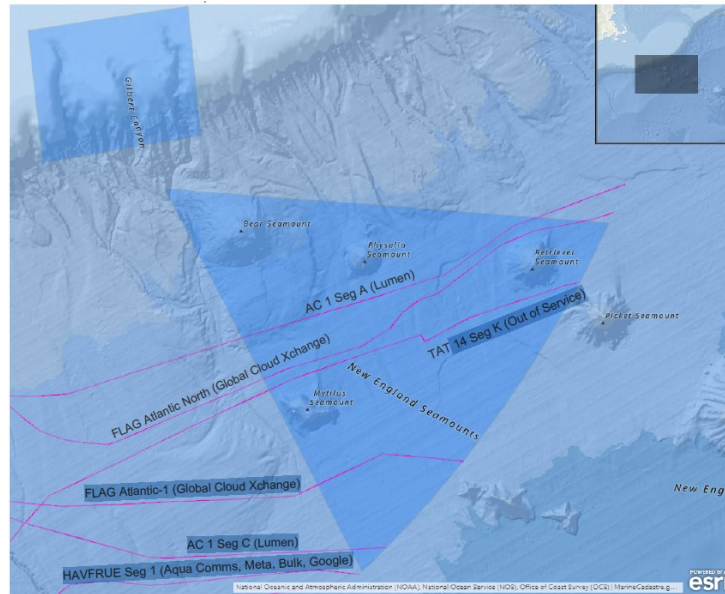 Gilbert Canyon
Bear Seamount
Physalia
Seamount
Retriever
Seamount
AC 1 Seg A (Lumen)
TAT 14 Seg K (Out of Service)
Picket Seamount
FLAG Atlantic North (Global Cloud Xchange)
New England Seamounts
Mytilus
Seamount
FLAG Atlantic-1 (Global Cloud Xchange)
New Eng
AC 1 Seg C (Lumen)
HAVFRUE Seg 1 (Aqua Comms, Meta, Bulk, Google)
National Oceanic and Atmospheric Administration (NOAA), National Ocean Service (NOS), Office of Coast Survey (OCS) | MarineCadastre.g...
POWERED BY
esri